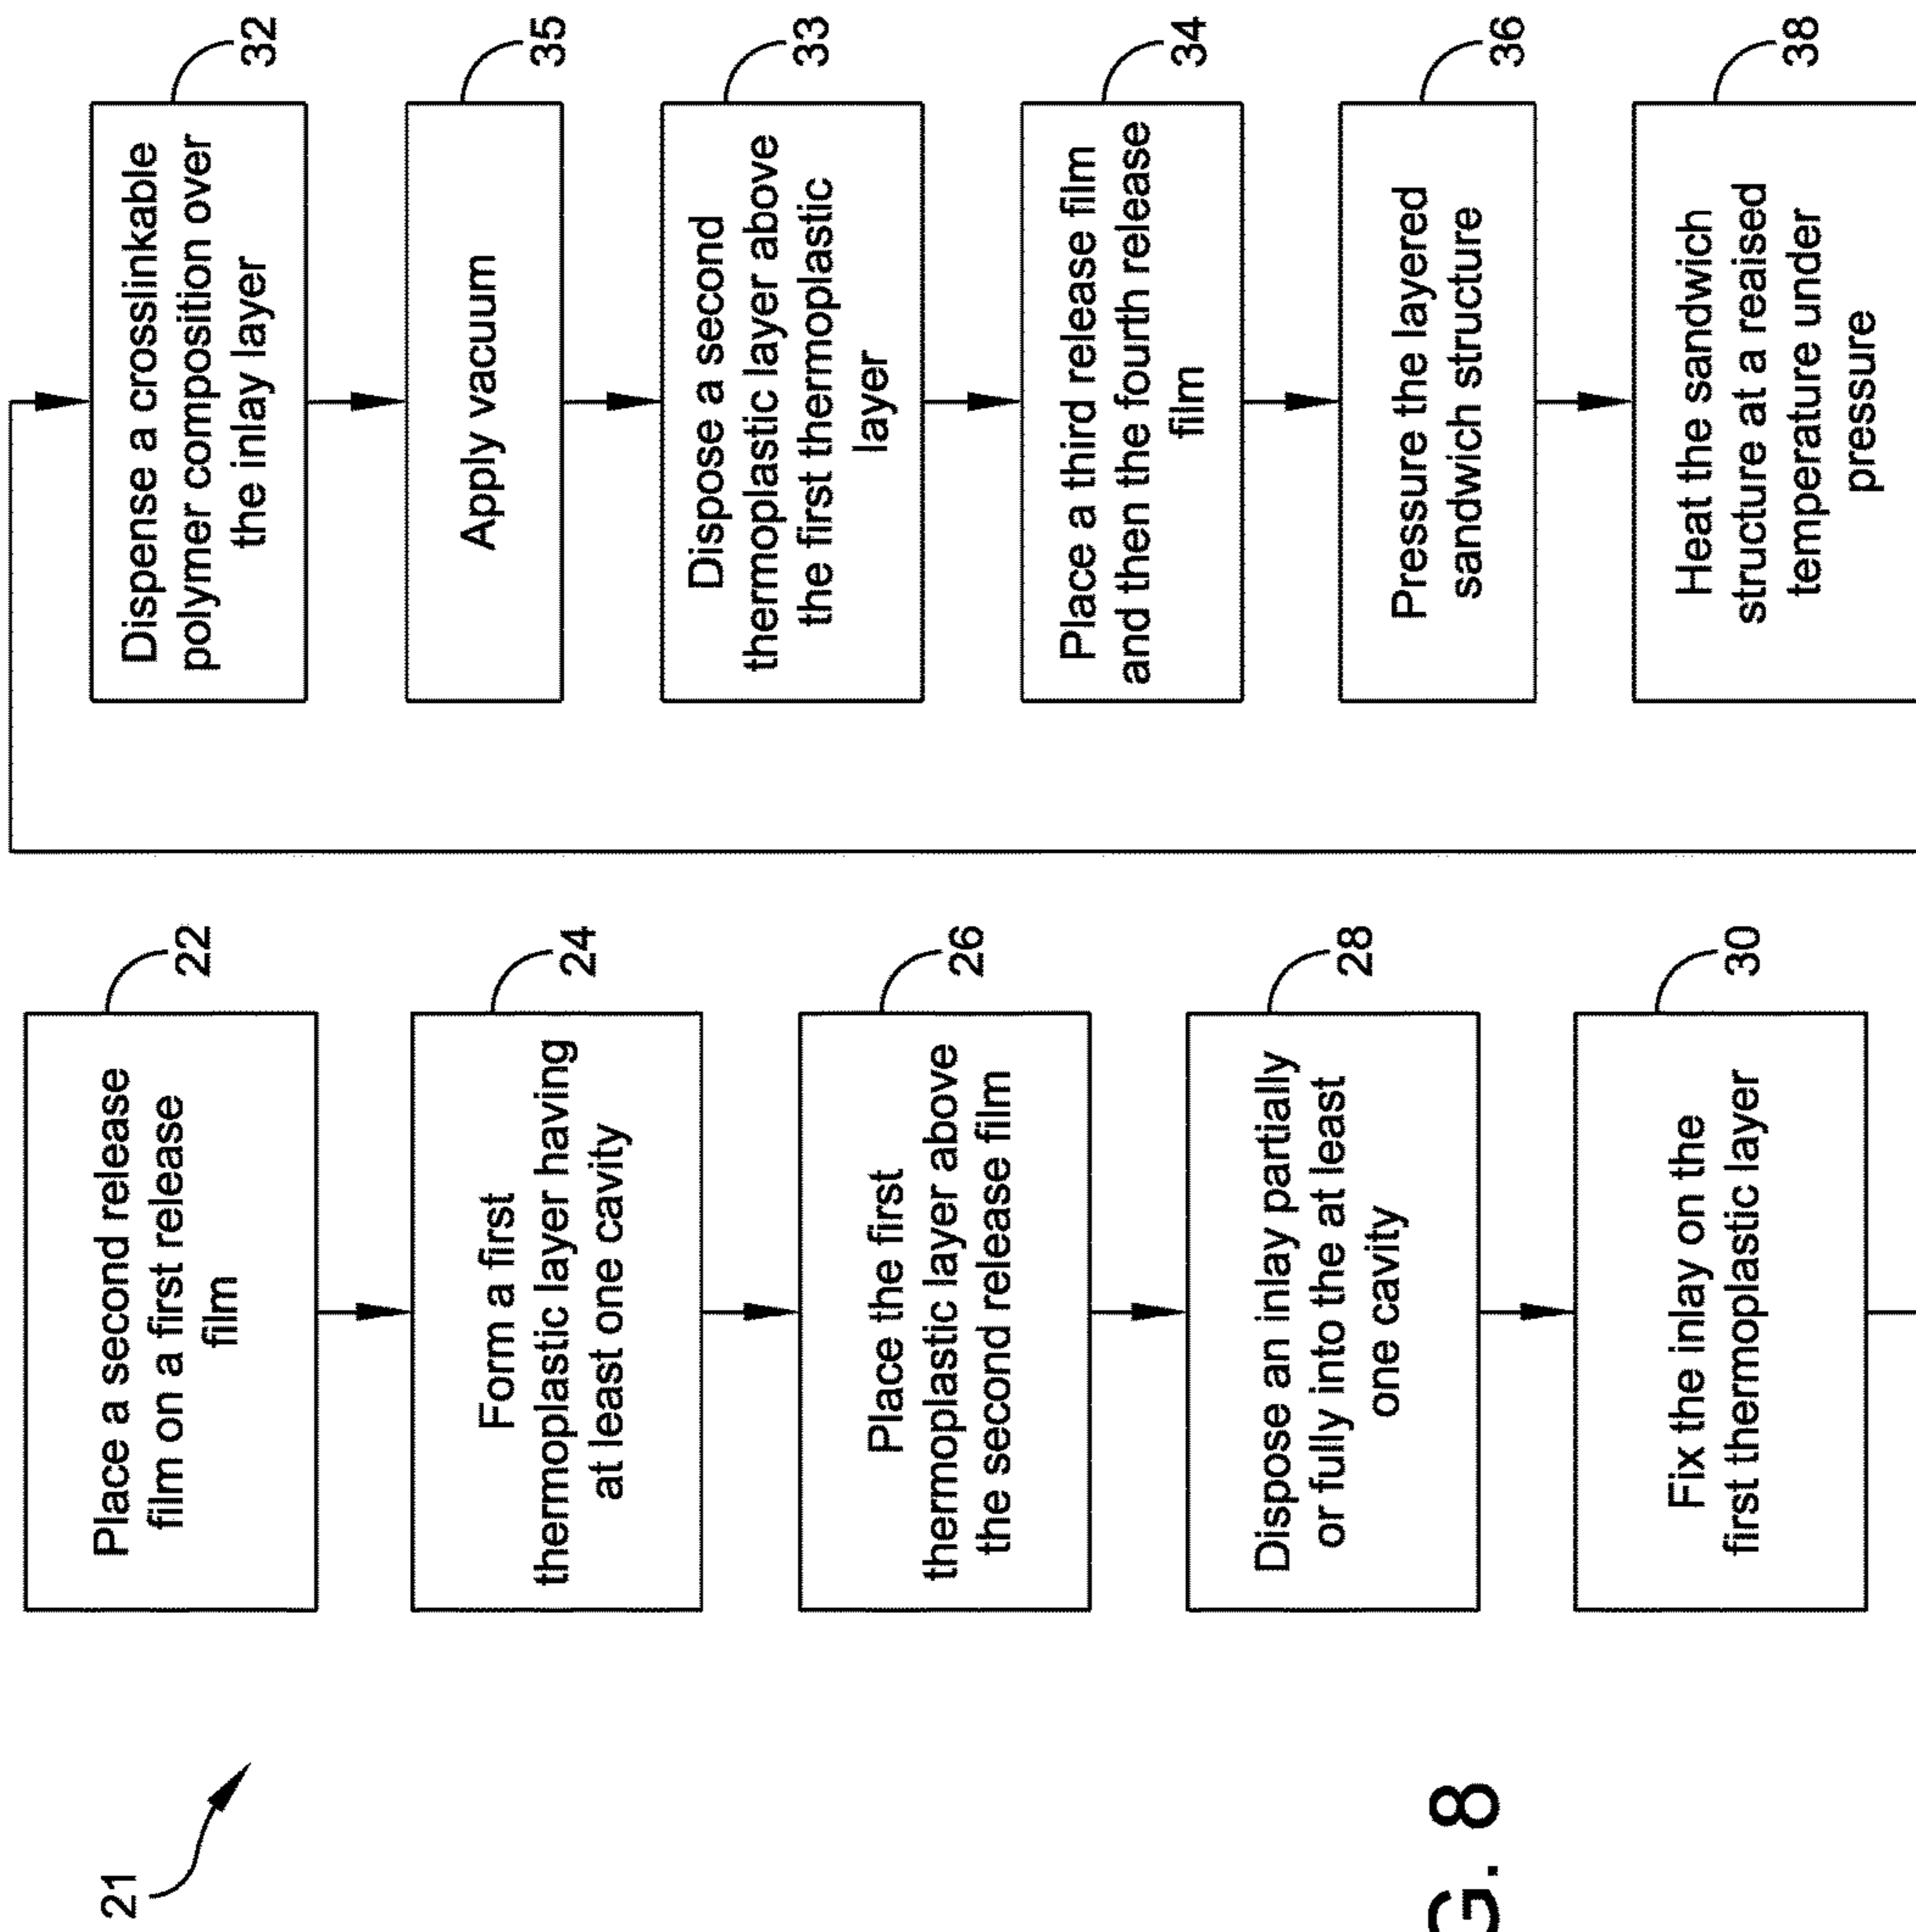 21
Place a second release
film on a first release
film
22
Form a first
thermoplastic layer having
at least one cavity
24
Place the first
thermoplastic layer above
the second release film
26
Dispose an inlay partially
or fully into the at least
one cavity
28
Fix the inlay on the
first thermoplastic layer
30
Dispense a crosslinkable
polymer composition over
the inlay layer
32
Apply vacuum
35
Dispose a second
thermoplastic layer above
the first thermoplastic
layer
33
Place a third release film
and then the fourth release
film
34
Pressure the layered
sandwich structure
36
Heat the sandwich
structure at a reaised
temperature under
pressure
38
G. 8